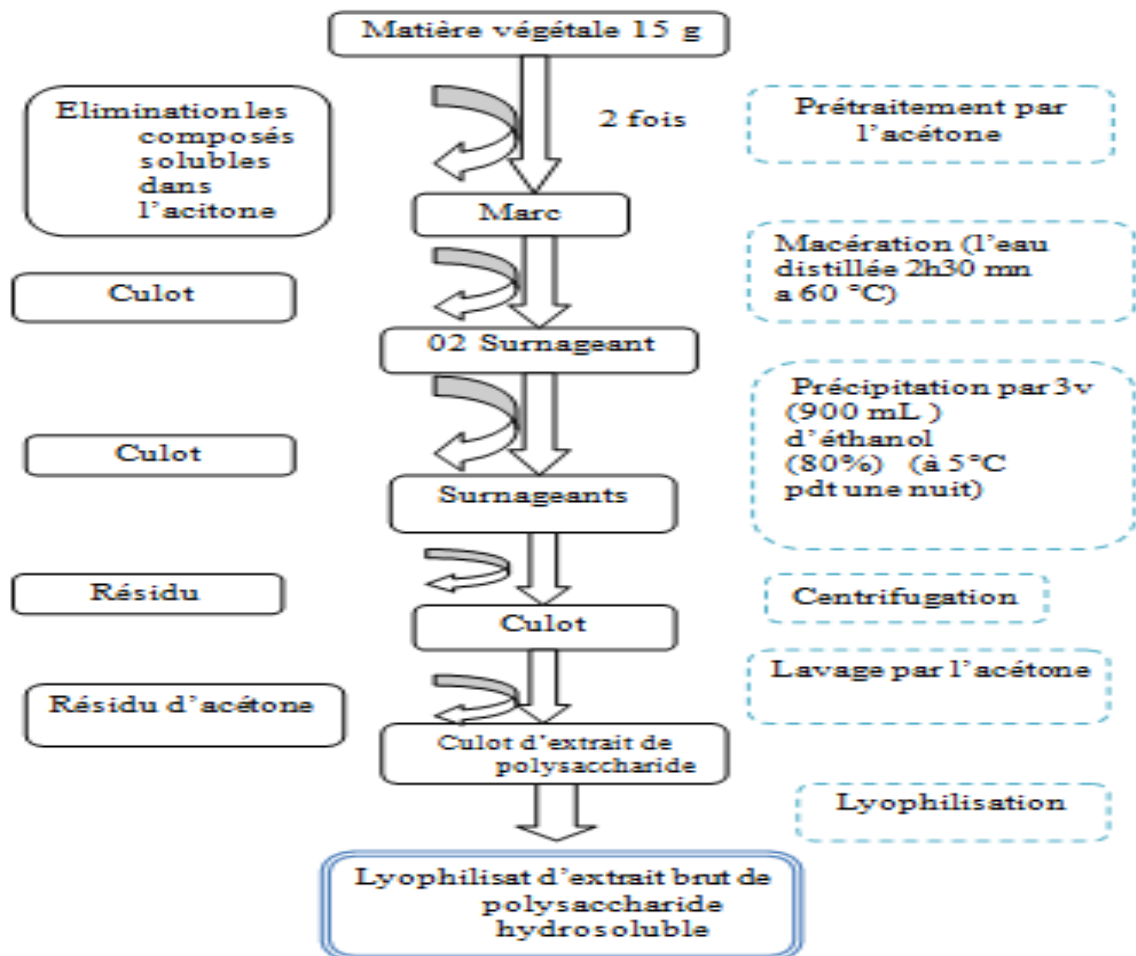 Matière végétale 15 g
Elimination les
composés
solubles
dans
l'acitone
2 fois
Prétraitement par
l'acétone
Marc
Macération (l'eau
distillée 2h30 mn
a 60 °C)
Culot
02 Surnageant
Précipitation par 3v
(900 mL )
d'éthanol
(80%) (à 5°C
pdt une nuit)
Culot
Surnageants
Résidu
Centrifugation
Culot
Lavage par l'acétone
Résidu d'acétone
Culot d'extrait de
polysaccharide
Lyophilisation
Lyophilisat d'extrait brut de
polysaccharide
hydrosoluble